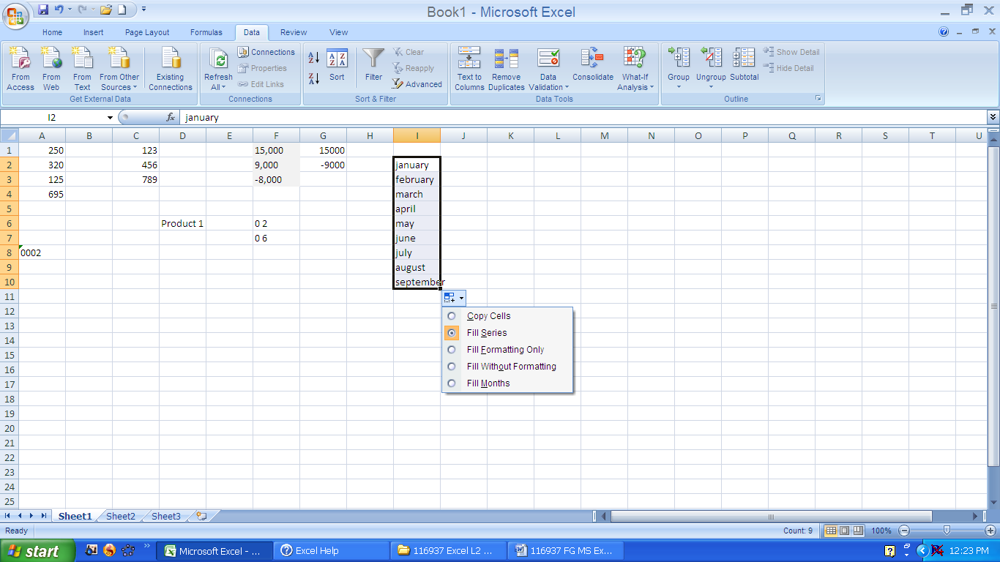 Book1 - Microsoft Excel
Home Insert Page Layout Formulas Data Review View
From Access
From Web
From Text
From Other Sources
Existing Connections
Get External Data
Refresh All
Connections
Properties
Edit Links
Connections
A Z
Z A
A Z Z A
Sort
Filter
Clear
Reapply
Advanced
Sort & Filter
Text to Columns
Remove Duplicates
Data Validation
Consolidate
What-If Analysis
Data Tools
Group
Ungroup
Subtotal
Show Detail
Hide Detail
Outline
I2 fx january
A B C D E F G H I J K L M N O P Q R S T U
1 250 123 15,000 15000
2 320 456 9,000 -9000 january
3 125 789 -8,000 february
4 695 march
5 april
6 Product 1 0 2 may
7 0 6 june
8 0002 july
9 august
10 september
11
12
13
14
15
16
17
18
19
20
21
22
23
24
25
Copy Cells
Fill Series
Fill Formatting Only
Fill Without Formatting
Fill Months
Sheet1 Sheet2 Sheet3
Ready Count: 9 100%
start Microsoft Excel - ... Excel Help 116937 Excel L2 ... 116937 FG MS Ex... 12:23 PM